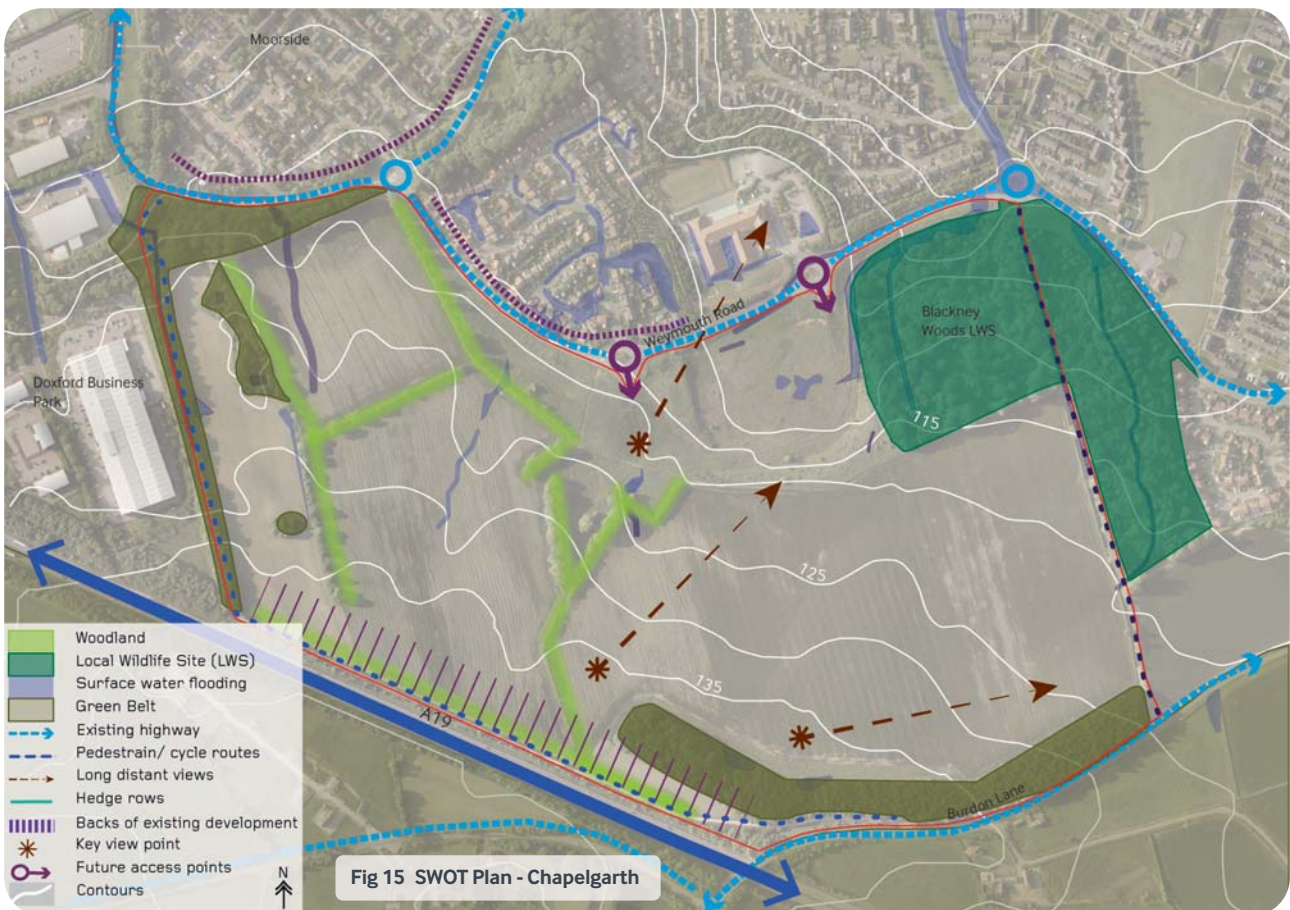 Moorside
Weymouth Road
Blackney
Woods LWS
Doxford Business
Park
115
125
135
A19
Burdon Lane
Woodland
Local Wildlife Site (LWS)
Surface water flooding
Green Belt
Existing highway
Pedestrain/ cycle routes
Long distant views
Hedge rows
Backs of existing development
Key view point
Future access points
Contours
N
Fig 15 SWOT Plan - Chapelgarth